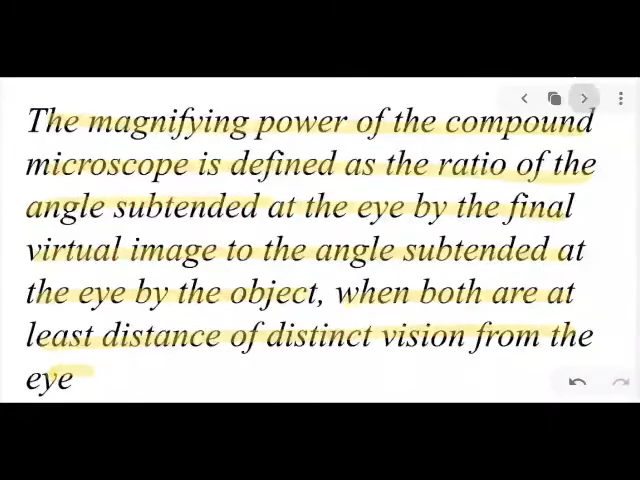 The magnifying power of the compound
microscope is defined as the ratio of the
angle subtended at the eye by the final
virtual image to the angle subtended at
the eye by the object, when both are at
least distance of distinct vision from the
eye